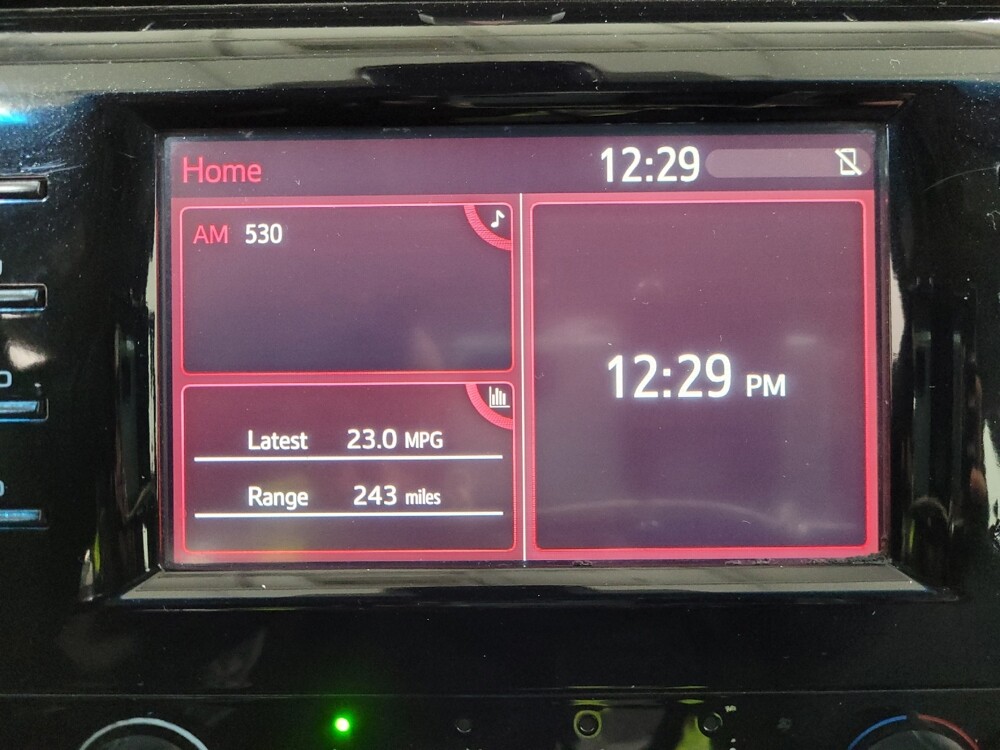 Home 12:29
AM 530
12:29 PM
Latest 23.0 MPG
Range 243 miles